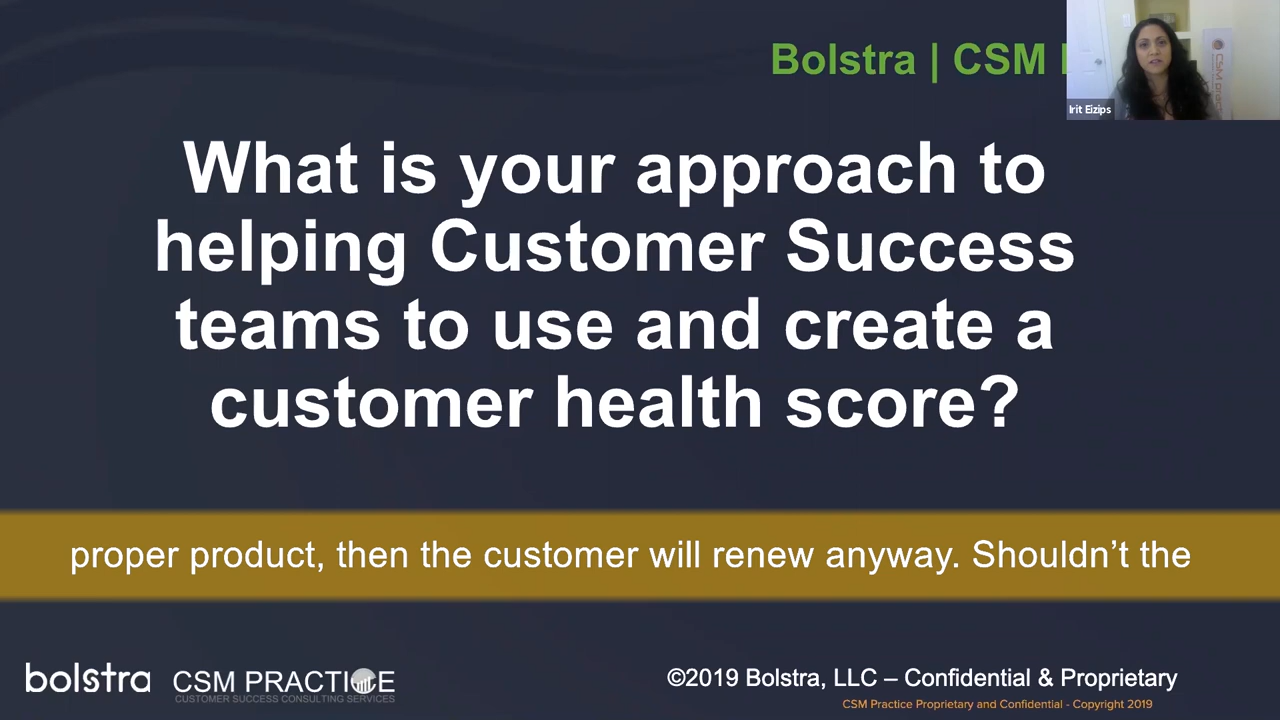 Bolstra | CSM
Irit Eizips
What is your approach to
helping Customer Success
teams to use and create a
customer health score?
proper product, then the customer will renew anyway. Shouldn't the
bolstra
CSM PRACTICE
CUSTOMER SUCCESS CONSULTING SERVICES
©2019 Bolstra, LLC – Confidential & Proprietary
CSM Practice Proprietary and Confidential - Copyright 2019